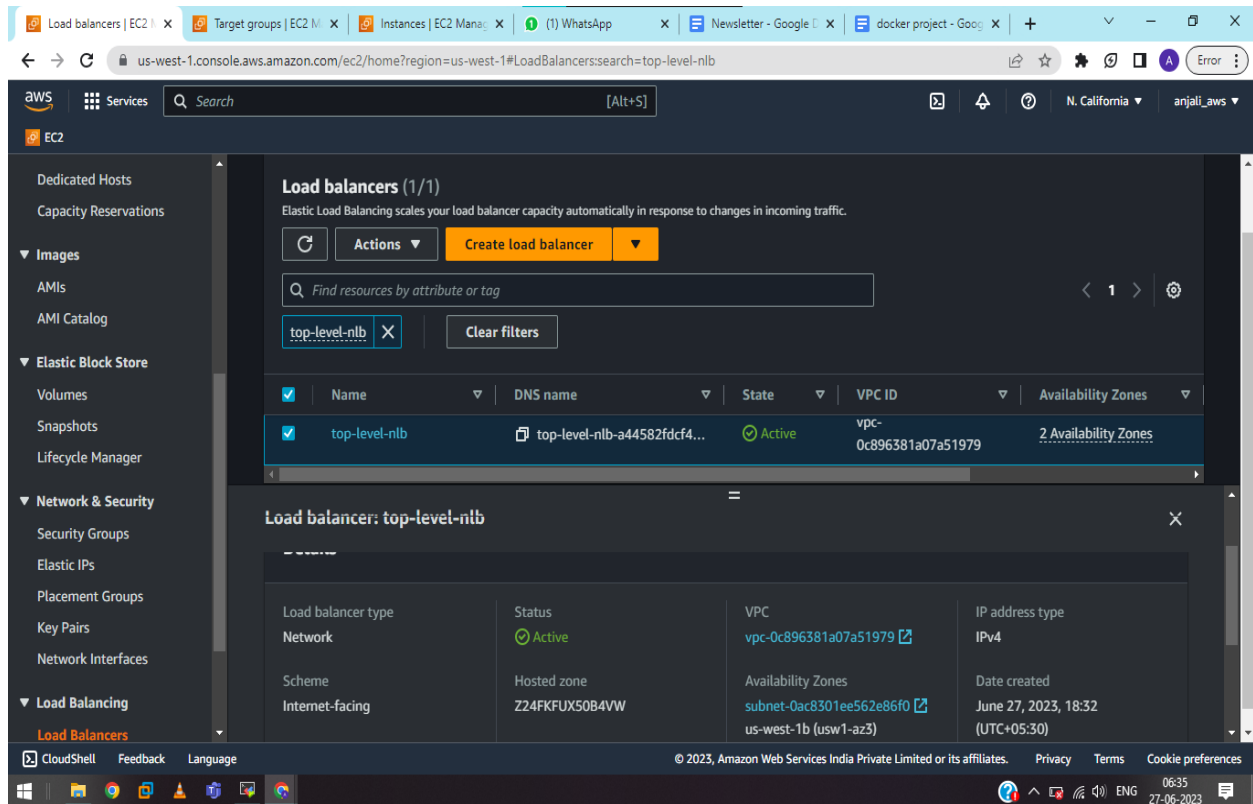 Load balancers | EC2 M
Target groups | EC2 M
Instances | EC2 Manag
(1) WhatsApp
Newsletter - Google D
docker project - Goog
us-west-1.console.aws.amazon.com/ec2/home?region=us-west-1#LoadBalancers:search=top-level-nlb
A
Error
aws
Services
Search
[Alt+S]
N. California
anjali_aws
EC2
Dedicated Hosts
Capacity Reservations
Images
AMIs
AMI Catalog
Elastic Block Store
Volumes
Snapshots
Lifecycle Manager
Network & Security
Security Groups
Elastic IPs
Placement Groups
Key Pairs
Network Interfaces
Load Balancing
Load Balancers
Load balancers (1/1)
Elastic Load Balancing scales your load balancer capacity automatically in response to changes in incoming traffic.
Actions
Create load balancer
Find resources by attribute or tag
1
top-level-nlb
Clear filters
Name DNS name State VPC ID Availability Zones
top-level-nlb top-level-nlb-a44582fdcf4... Active vpc-
0c896381a07a51979 2 Availability Zones
Load balancer: top-level-nlb
Details
Load balancer type Status VPC IP address type
Network Active vpc-0c896381a07a51979 IPv4
Scheme Hosted zone Availability Zones Date created
Internet-facing Z24FKFUX50B4VW subnet-0ac8301ee562e86f0 June 27, 2023, 18:32
us-west-1b (usw1-az3) (UTC+05:30)
CloudShell Feedback Language © 2023, Amazon Web Services India Private Limited or its affiliates. Privacy Terms Cookie preferences
ENG
06:35
27-06-2023